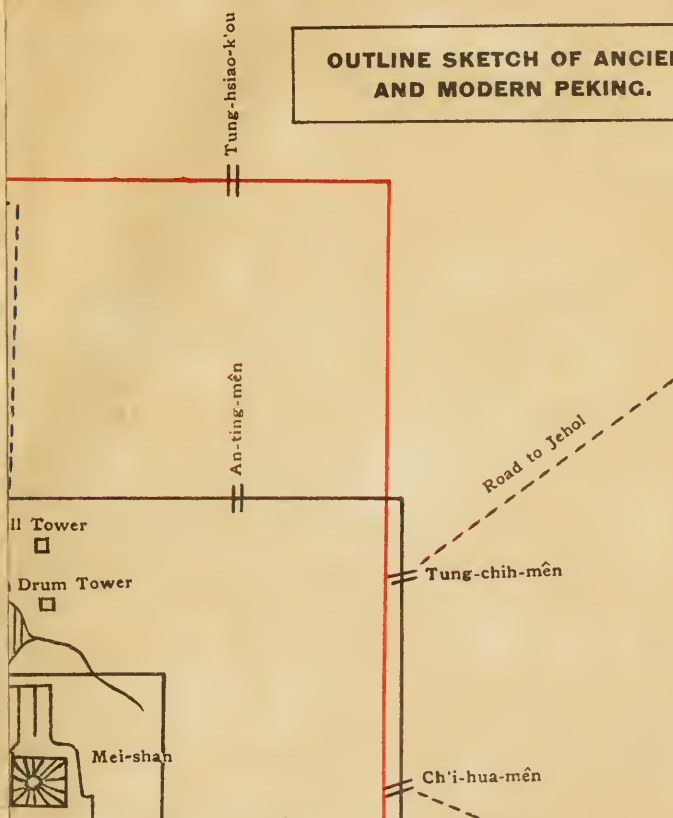 OUTLINE SKETCH OF ANCIE
AND MODERN PEKING.
Tung-hsiao-k'ou
An-ting-mên
Road to Jehol
ll Tower
Tung-chih-mên
Drum Tower
Mei-shan
Ch'i-hua-mên